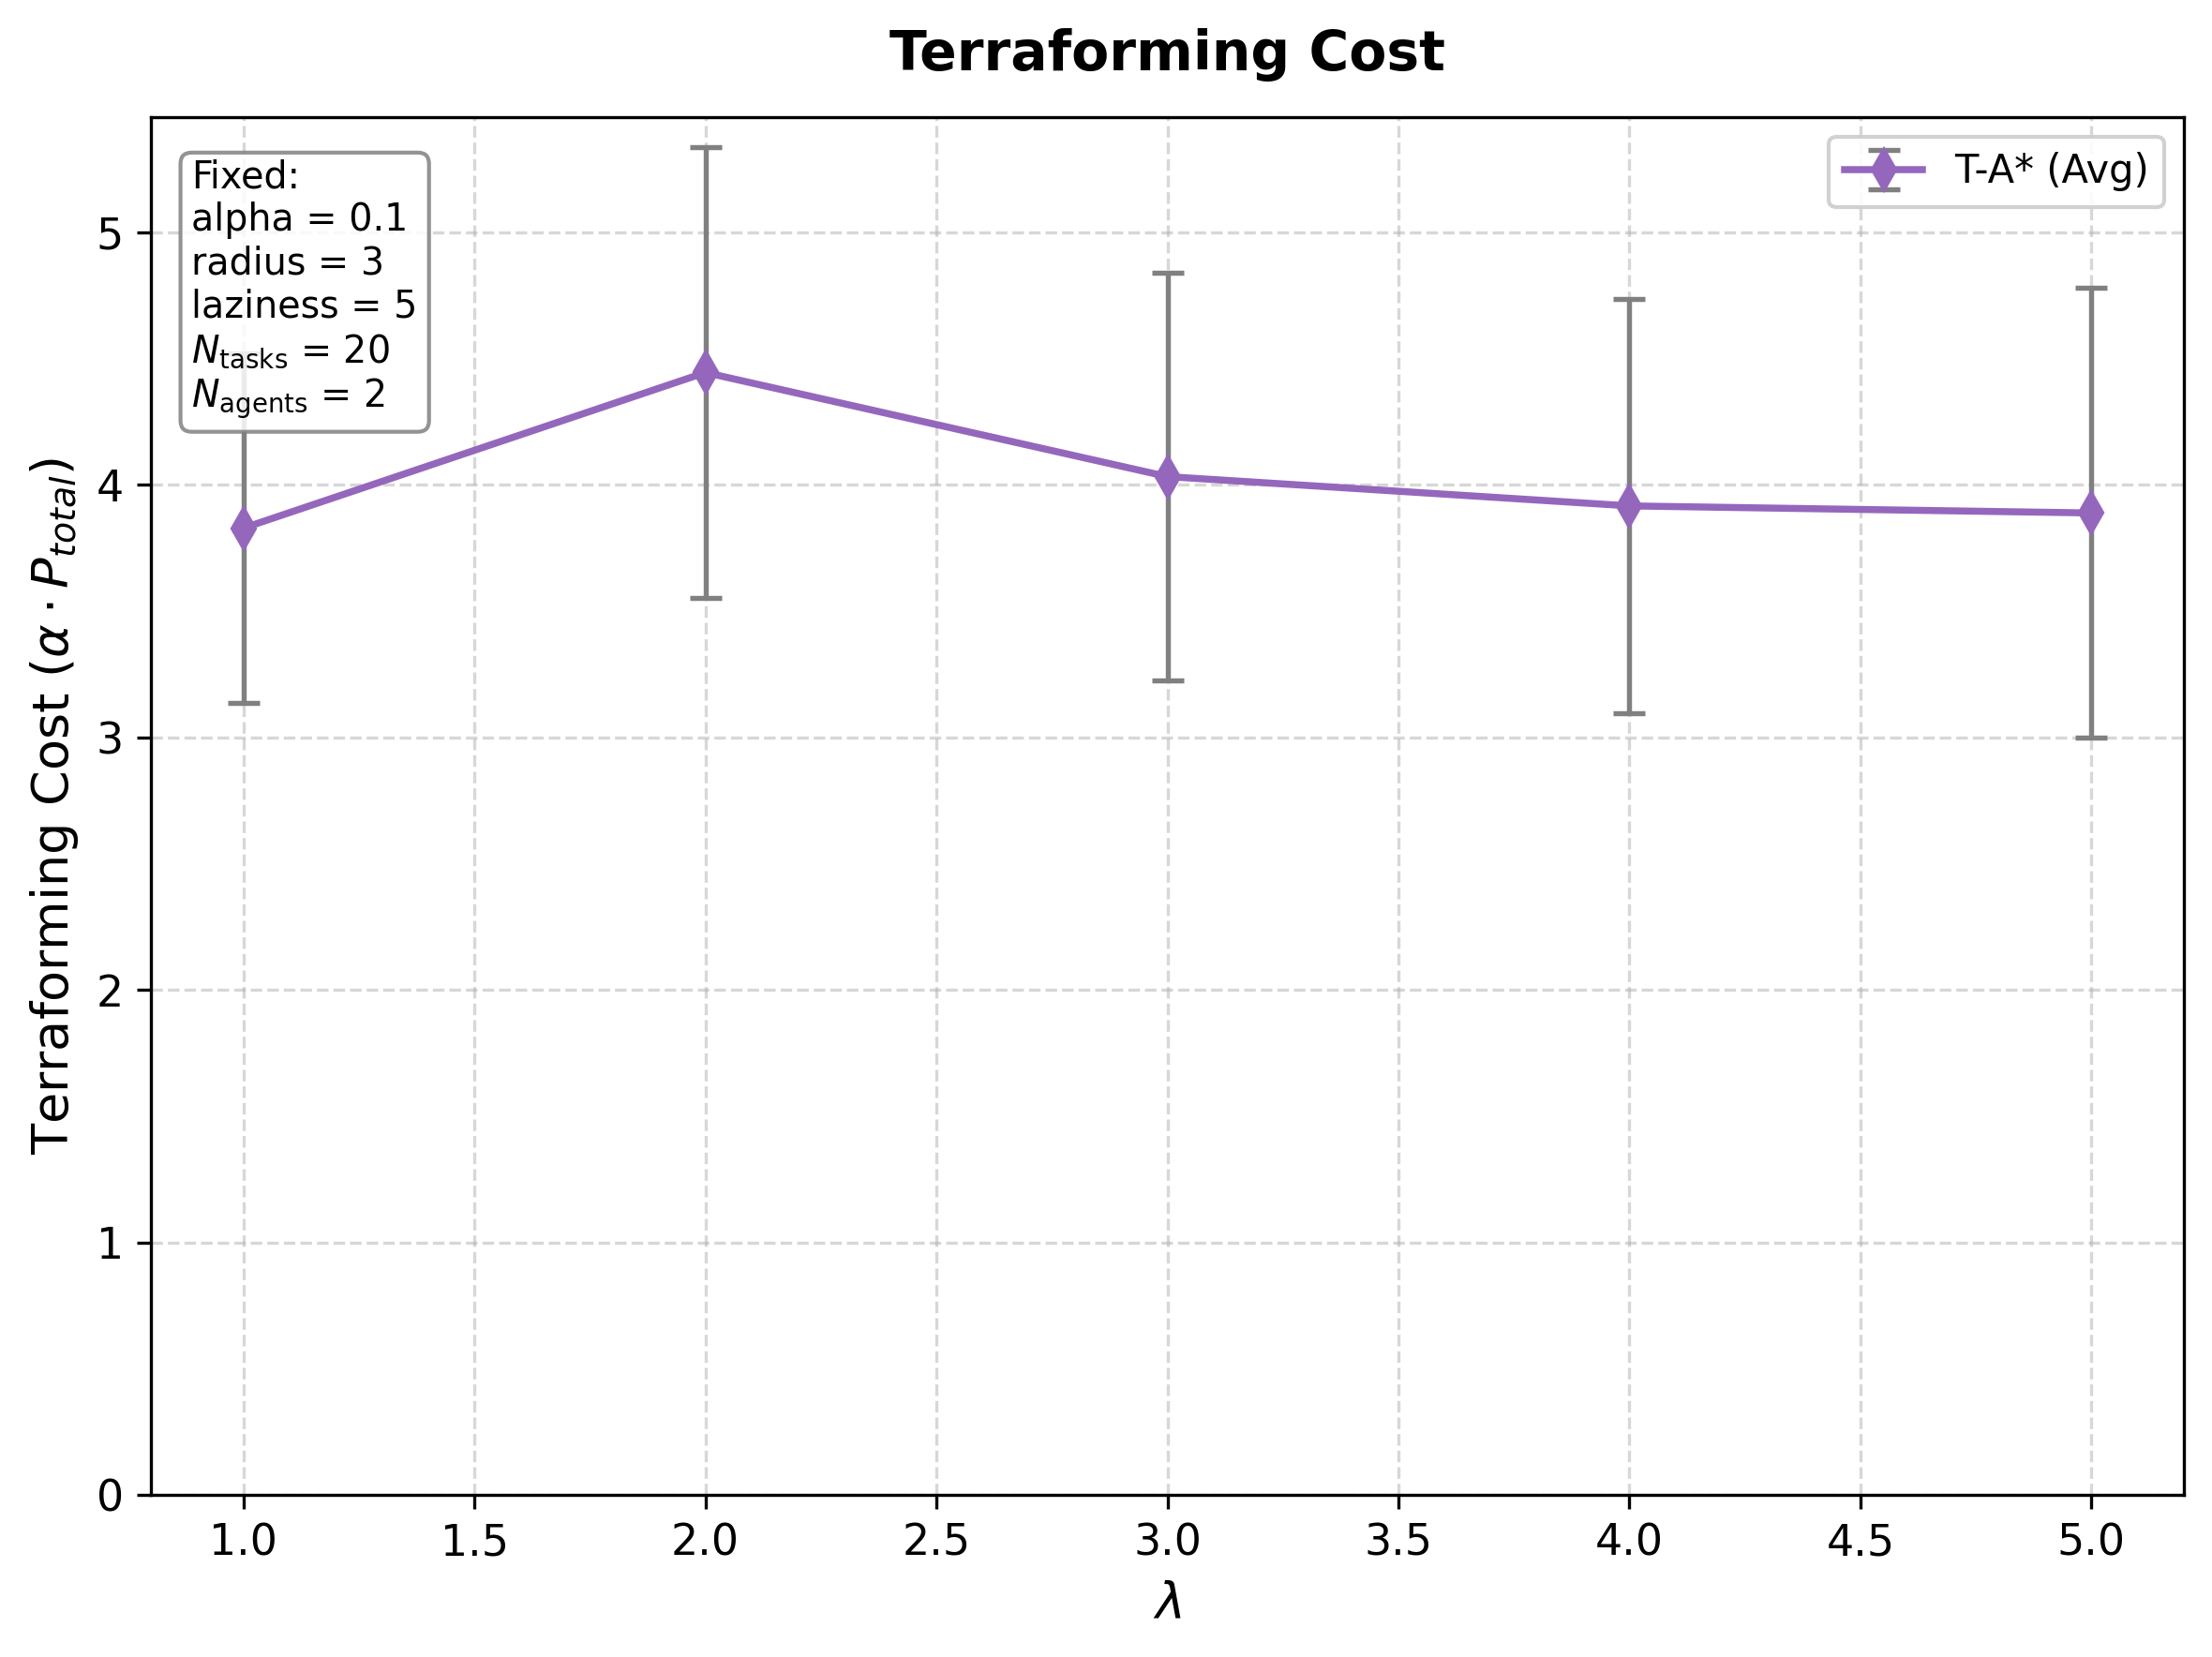 Terraforming Cost
Fixed:
alpha = 0.1
radius = 3
laziness = 5
N_tasks = 20
N_agents = 2
T-A* (Avg)
Terraforming Cost (α · P_total)
5
4
3
2
1
0
1.0 1.5 2.0 2.5 3.0 3.5 4.0 4.5 5.0
λ